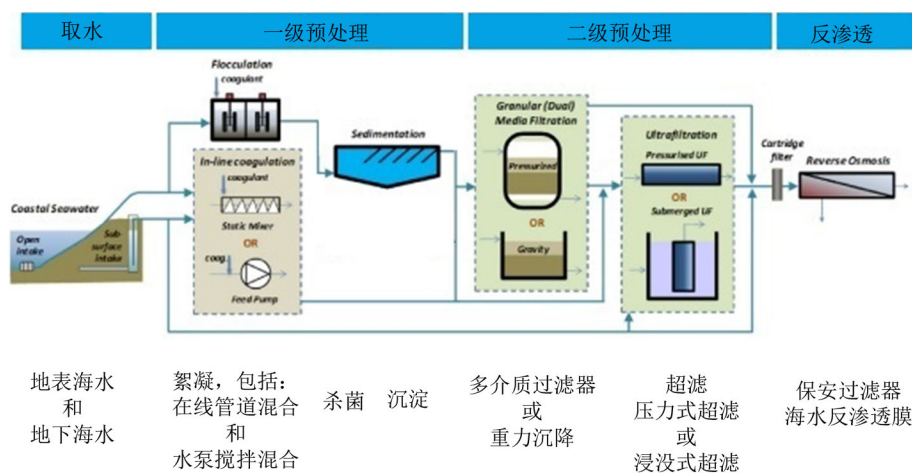 取水
一级预处理
二级预处理
反渗透
Flocculation
coagulant
In-line coagulation
coagulant
Static Mixer
OR
coag.
Feed Pump
Sedimentation
Granular (Dual)
Media Filtration
Pressurized
OR
Gravity
Ultrafiltration
Pressurised UF
OR
Submerged UF
Cartridge
filter
Reverse Osmosis
Coastal Seawater
Open
intake
Sub-
surface
intake
地表海水
和
地下海水
絮凝，包括：
在线管道混合
和
水泵搅拌混合
杀菌 沉淀
多介质过滤器
或
重力沉降
超滤
压力式超滤
或
浸没式超滤
保安过滤器
海水反渗透膜